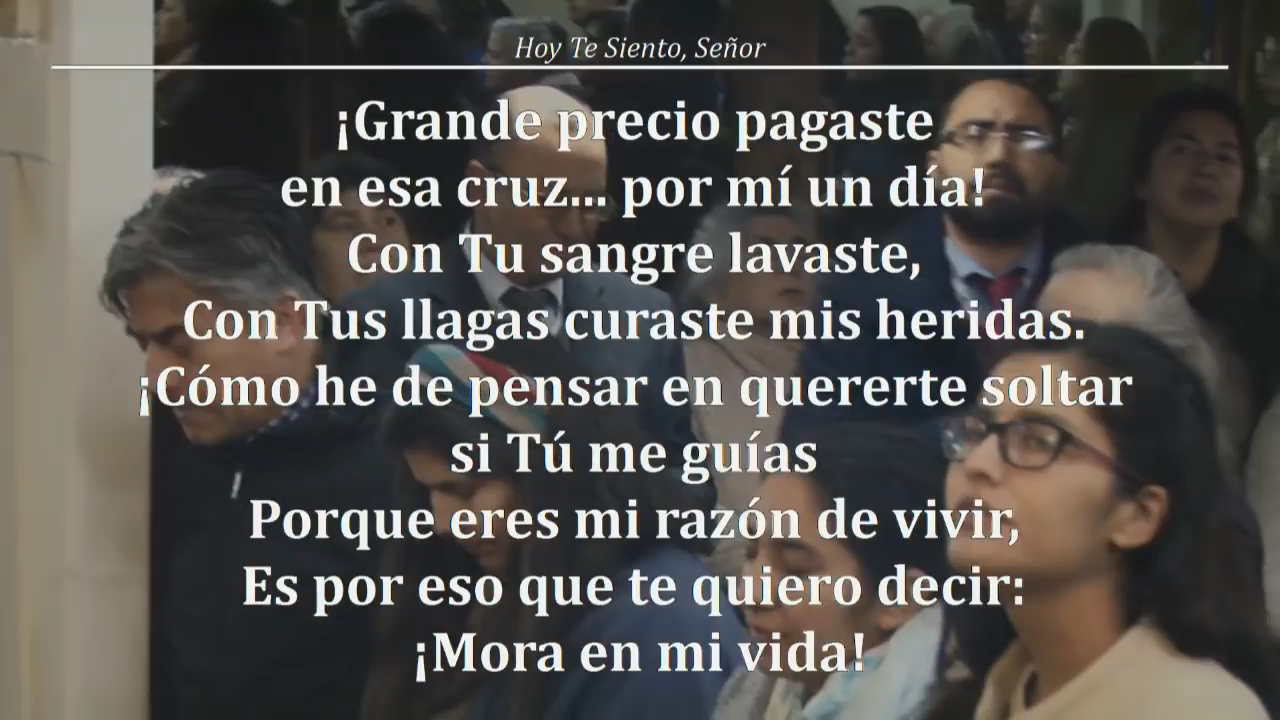 Hoy Te Siento, Señor
¡Grande precio pagaste
en esa cruz... por mí un día!
Con Tu sangre lavaste,
Con Tus llagas curaste mis heridas.
¡Cómo he de pensar en quererte soltar
si Tú me guías
Porque eres mi razón de vivir,
Es por eso que te quiero decir:
¡Mora en mi vida!